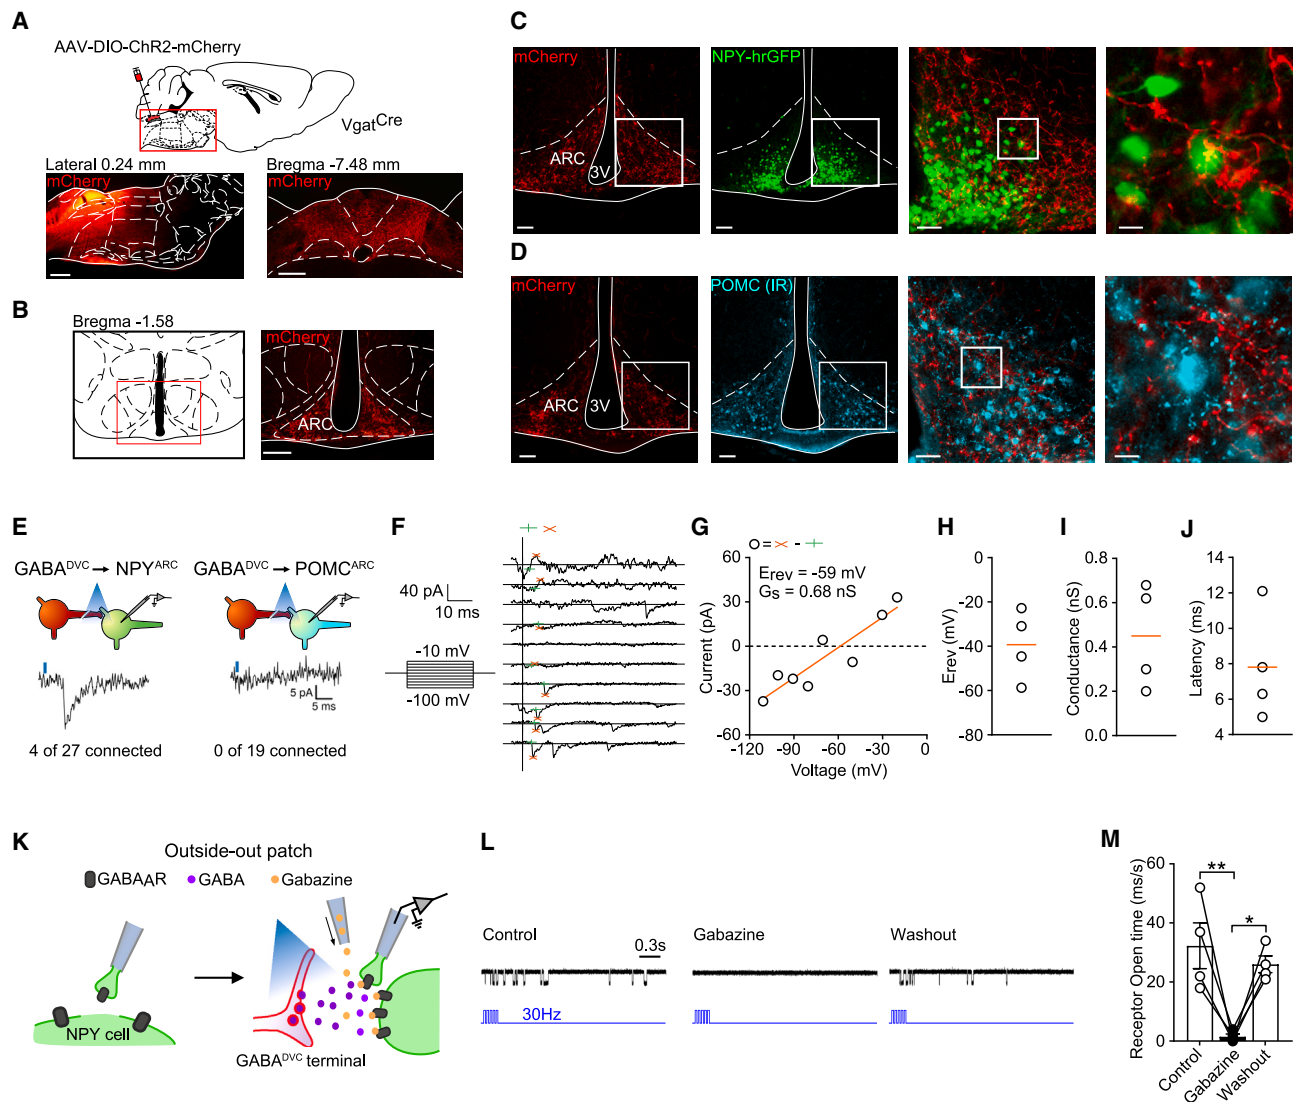 A
AAV-DIO-ChR2-mCherry
VgatCre
Lateral 0.24 mm
mCherry
Bregma -7.48 mm
mCherry
B
Bregma -1.58
mCherry
ARC
C
mCherry
ARC
3V
NPY-hrGFP
D
mCherry
ARC
3V
POMC (IR)
E
GABADVC → NPYARC
GABADVC → POMCARC
5 pA
5 ms
4 of 27 connected
0 of 19 connected
F
40 pA
10 ms
-10 mV
-100 mV
G
O = × - +
Erev = -59 mV
Gs = 0.68 nS
Current (pA)
60
30
0
-30
-60
-120
-90
-60
-30
0
Voltage (mV)
H
Erev (mV)
0
-20
-40
-60
-80
I
Conductance (nS)
0.8
0.6
0.4
0.2
0.0
J
Latency (ms)
14
12
10
8
6
4
K
Outside-out patch
GABAAR
GABA
Gabazine
NPY cell
GABADVC terminal
L
Control
0.3s
Gabazine
Washout
30Hz
M
Receptor Open time (ms/s)
60
40
20
0
**
*
Control
Gabazine
Washout